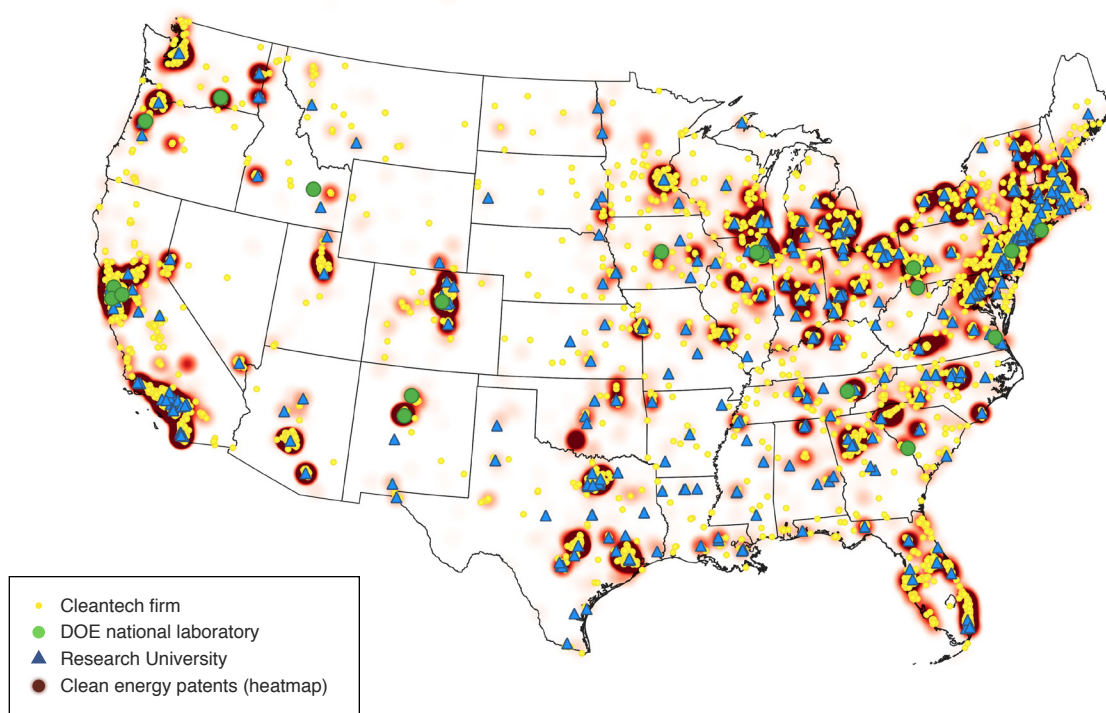 Cleantech firm
DOE national laboratory
Research University
Clean energy patents (heatmap)